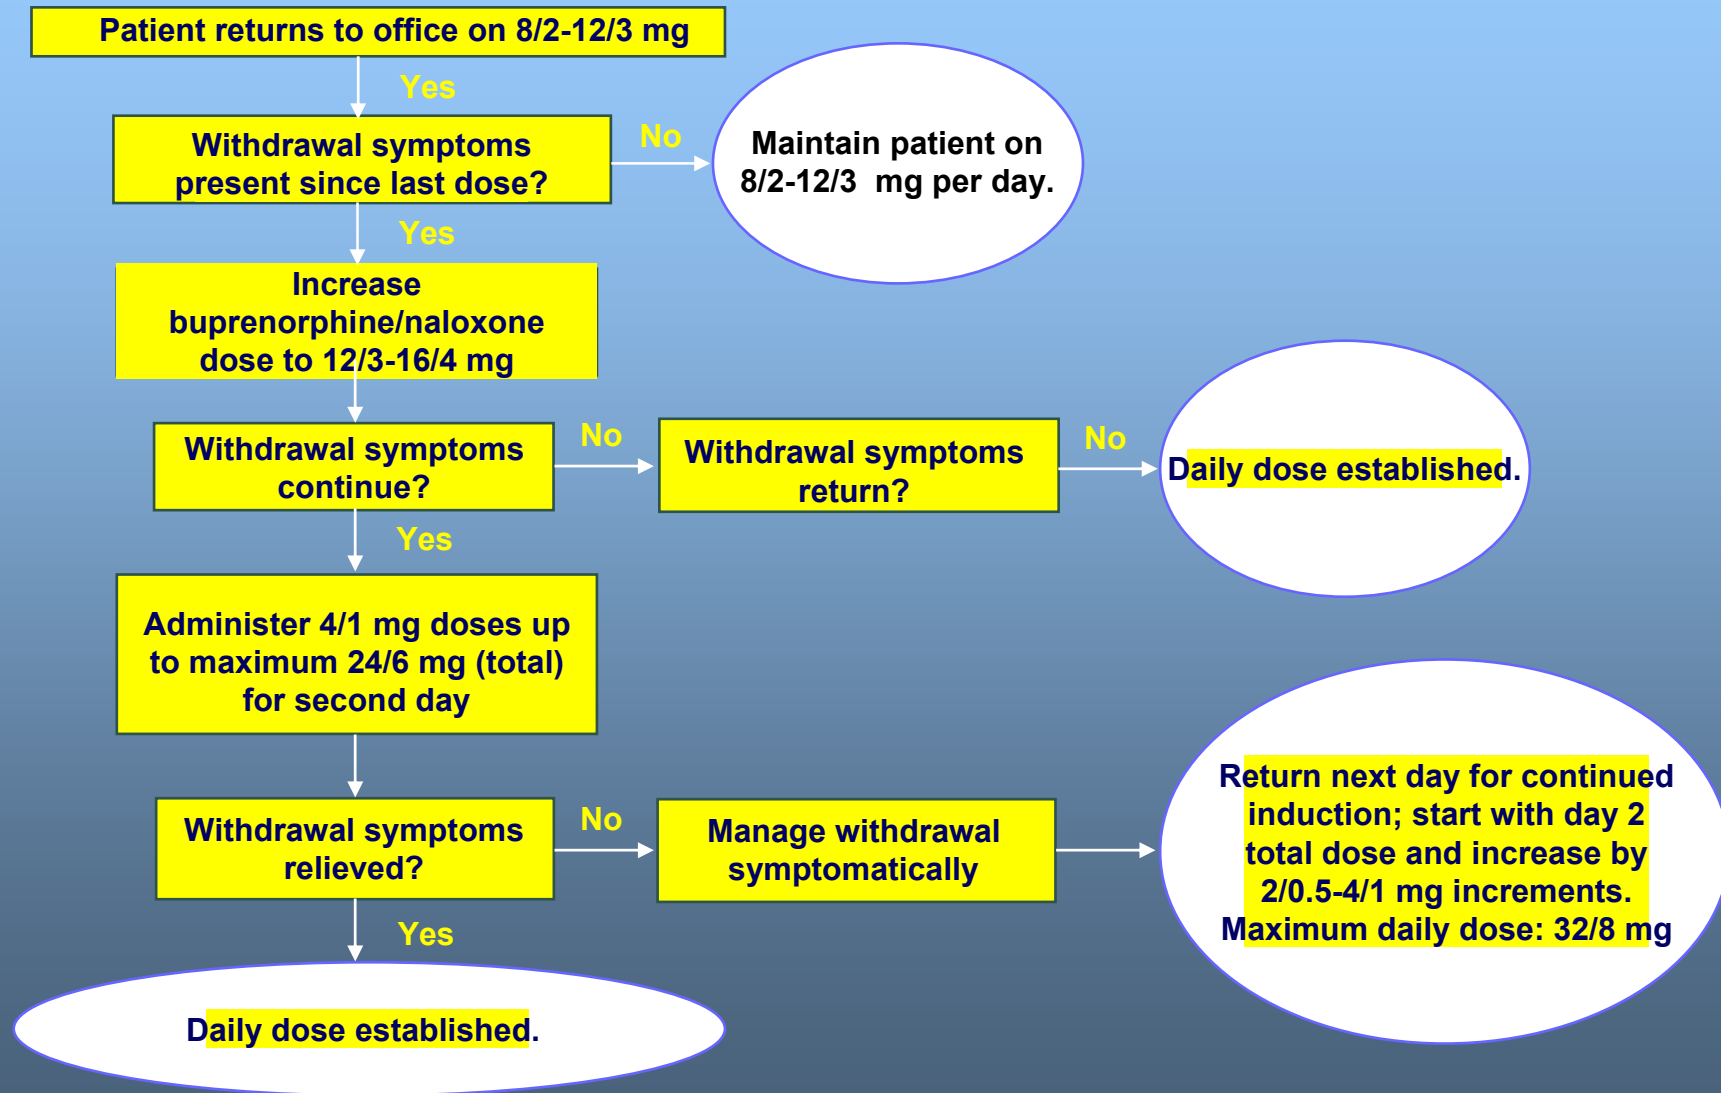 Patient returns to office on 8/2-12/3 mg
Yes
Withdrawal symptoms
present since last dose?
No
Maintain patient on
8/2-12/3 mg per day.
Yes
Increase
buprenorphine/naloxone
dose to 12/3-16/4 mg
Withdrawal symptoms
continue?
No
Withdrawal symptoms
return?
No
Daily dose established.
Yes
Administer 4/1 mg doses up
to maximum 24/6 mg (total)
for second day
Withdrawal symptoms
relieved?
No
Manage withdrawal
symptomatically
Return next day for continued
induction; start with day 2
total dose and increase by
2/0.5-4/1 mg increments.
Maximum daily dose: 32/8 mg
Yes
Daily dose established.